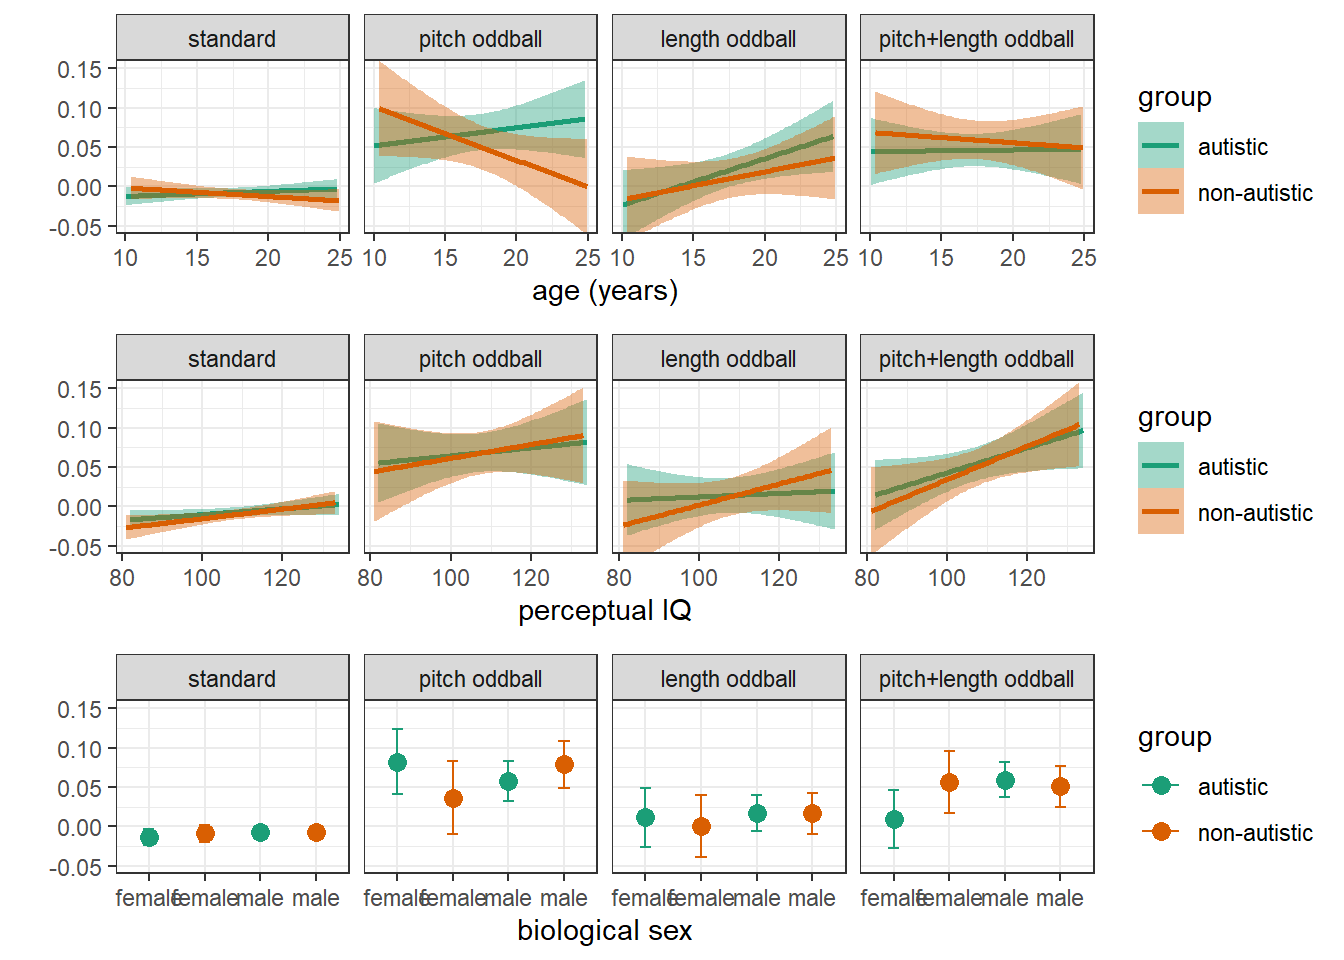 standard pitch oddball length oddball pitch+length oddball
0.15
0.10
0.05
0.00
-0.05
10 15 20 25 10 15 20 25 10 15 20 25 10 15 20 25
age (years)
group
autistic
non-autistic
standard pitch oddball length oddball pitch+length oddball
0.15
0.10
0.05
0.00
-0.05
80 100 120 80 100 120 80 100 120 80 100 120
perceptual IQ
group
autistic
non-autistic
standard pitch oddball length oddball pitch+length oddball
0.15
0.10
0.05
0.00
-0.05
female female male male female female male male female female male male female female male male
biological sex
group
autistic
non-autistic